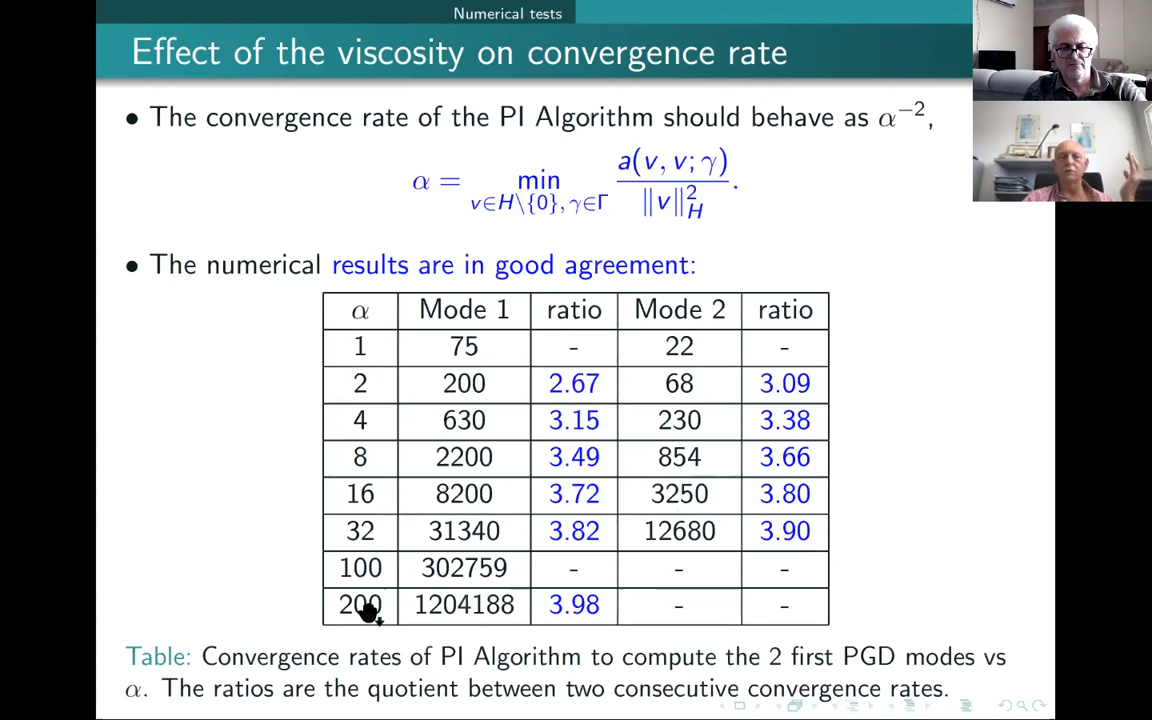 Numerical tests
Effect of the viscosity on convergence rate
• The convergence rate of the PI Algorithm should behave as α⁻²,
α = min_{v∈H\{0}, γ∈Γ} a(v, v; γ) / ‖v‖²_H .
• The numerical results are in good agreement:
α Mode 1 ratio Mode 2 ratio
1 75 - 22 -
2 200 2.67 68 3.09
4 630 3.15 230 3.38
8 2200 3.49 854 3.66
16 8200 3.72 3250 3.80
32 31340 3.82 12680 3.90
100 302759 - - -
200 1204188 3.98 - -
Table: Convergence rates of PI Algorithm to compute the 2 first PGD modes vs
α. The ratios are the quotient between two consecutive convergence rates.